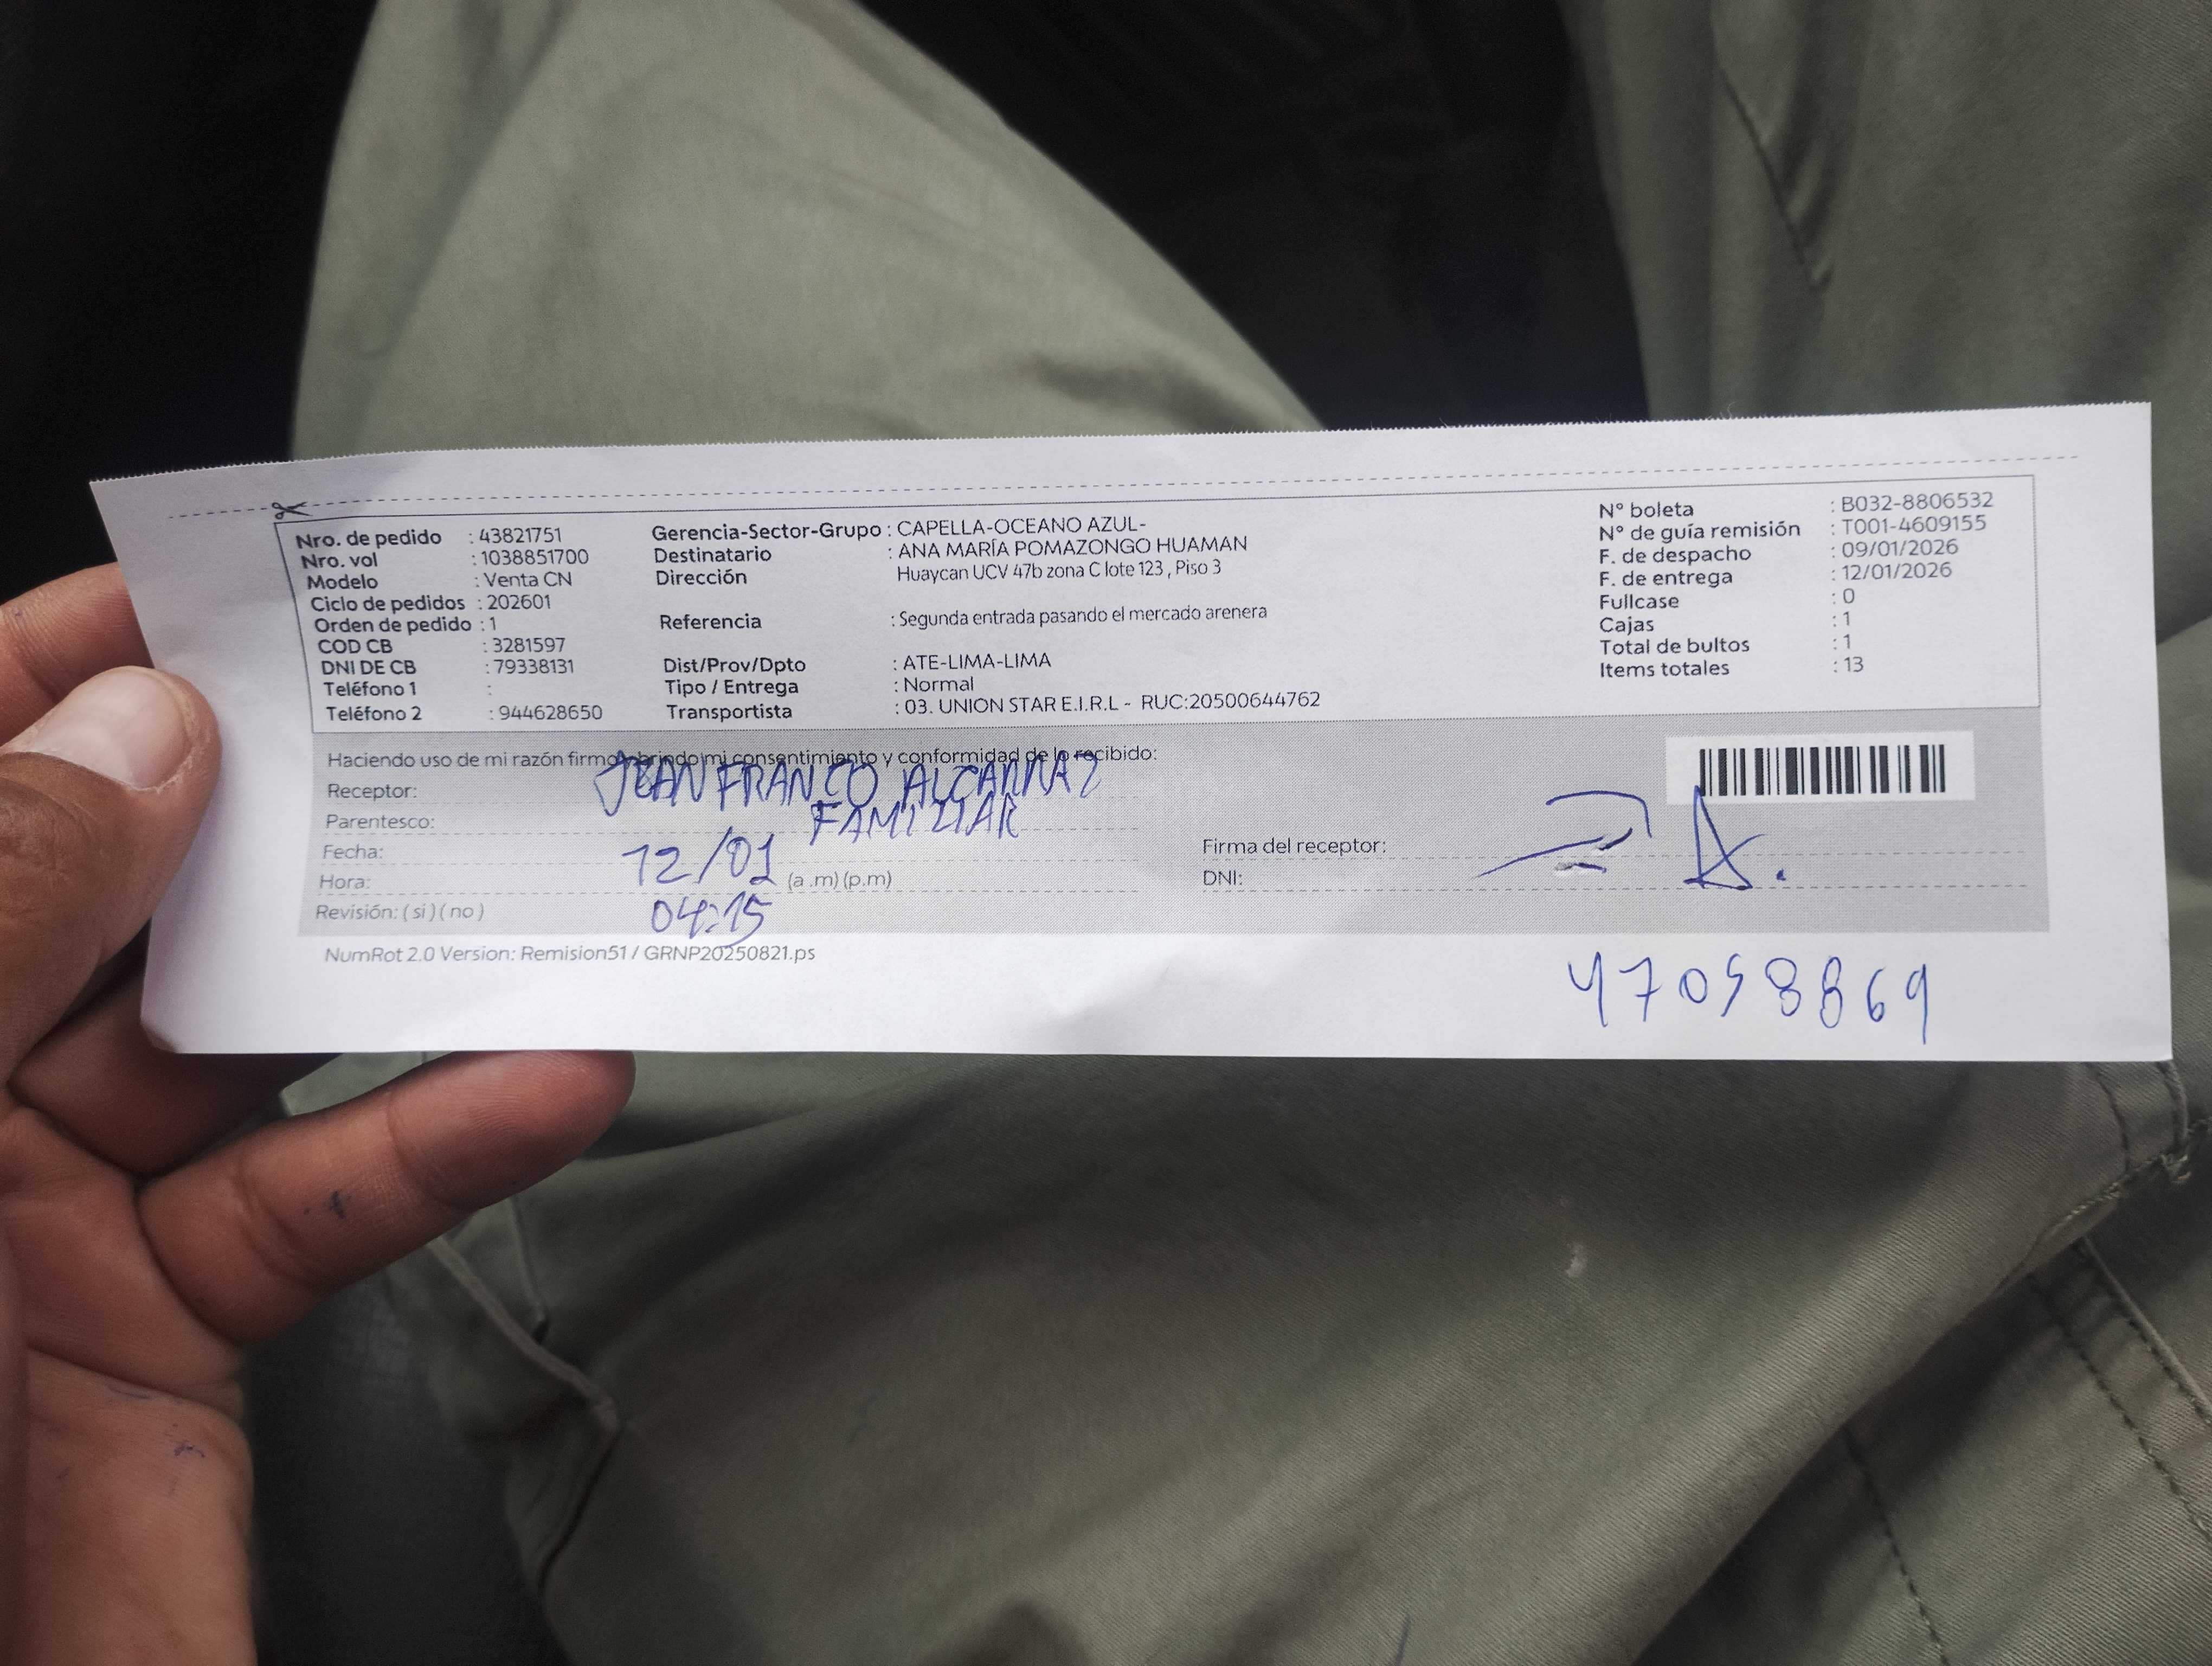 Nro. de pedido : 43821751
Nro. vol : 1038851700
Modelo : Venta CN
Ciclo de pedidos : 202601
Orden de pedido : 1
COD CB : 3281597
DNI DE CB : 79338131
Teléfono 1 :
Teléfono 2 : 944628650
Gerencia-Sector-Grupo : CAPELLA-OCEANO AZUL-
Destinatario : ANA MARÍA POMAZONGO HUAMAN
Dirección Huaycan UCV 47b zona C lote 123 , Piso 3
Referencia : Segunda entrada pasando el mercado arenera
Dist/Prov/Dpto : ATE-LIMA-LIMA
Tipo / Entrega : Normal
Transportista : 03. UNION STAR E.I.R.L - RUC:20500644762
N° boleta : B032-8806532
N° de guía remisión : T001-4609155
F. de despacho : 09/01/2026
F. de entrega : 12/01/2026
Fullcase : 0
Cajas : 1
Total de bultos : 1
Items totales : 13
Haciendo uso de mi razón firmo brindo mi consentimiento y conformidad de lo recibido:
Receptor: JEAN FRANCO ALCARRAZ
Parentesco: FAMILIAR
Fecha: 12/01
Hora: (a .m) (p.m)
04:15
Revisión: ( si ) ( no )
Firma del receptor: A.
DNI:
47058869
NumRot 2.0 Version: Remision51 / GRNP20250821.ps